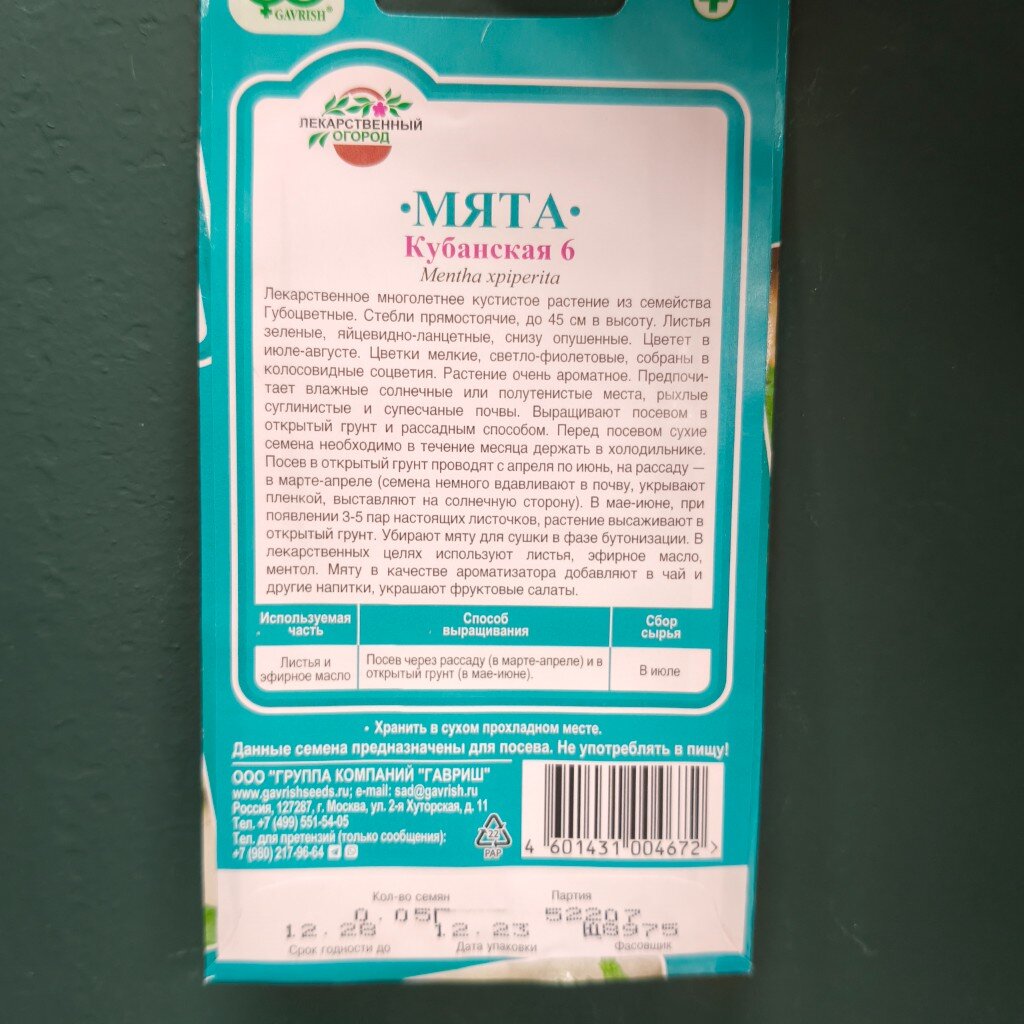 GAVRISH®
ЛЕКАРСТВЕННЫЙ
ОГОРОД
•МЯТА•
Кубанская 6
Mentha xpiperita
Лекарственное многолетнее кустистое растение из семейства
Губоцветные. Стебли прямостоячие, до 45 см в высоту. Листья
зеленые, яйцевидно-ланцетные, снизу опушенные. Цветет в
июле-августе. Цветки мелкие, светло-фиолетовые, собраны в
колосовидные соцветия. Растение очень ароматное. Предпочи-
тает влажные солнечные или полутенистые места, рыхлые
суглинистые и супесчаные почвы. Выращивают посевом в
открытый грунт и рассадным способом. Перед посевом сухие
семена необходимо в течение месяца держать в холодильнике.
Посев в открытый грунт проводят с апреля по июнь, на рассаду —
в марте-апреле (семена немного вдавливают в почву, укрывают
пленкой, выставляют на солнечную сторону). В мае-июне, при
появлении 3-5 пар настоящих листочков, растение высаживают в
открытый грунт. Убирают мяту для сушки в фазе бутонизации. В
лекарственных целях используют листья, эфирное масло,
ментол. Мяту в качестве ароматизатора добавляют в чай и
другие напитки, украшают фруктовые салаты.
Используемая часть
Способ выращивания
Сбор сырья
Листья и
эфирное масло
Посев через рассаду (в марте-апреле) и в
открытый грунт (в мае-июне).
В июле
• Хранить в сухом прохладном месте.
Данные семена предназначены для посева. Не употреблять в пищу!
ООО "ГРУППА КОМПАНИЙ "ГАВРИШ"
www.gavrishseeds.ru; e-mail: sad@gavrish.ru
Россия, 127287, г. Москва, ул. 2-я Хуторская, д. 11
Тел. +7 (499) 551-54-05
Тел. для претензий (только сообщения):
+7 (980) 217-96-64
22
PAP
4 601431 004672 >
Кол-во семян
Партия
0.05Г
52207
12.28
12.23
Щ8975
Срок годности до
Дата упаковки
Фасовщик